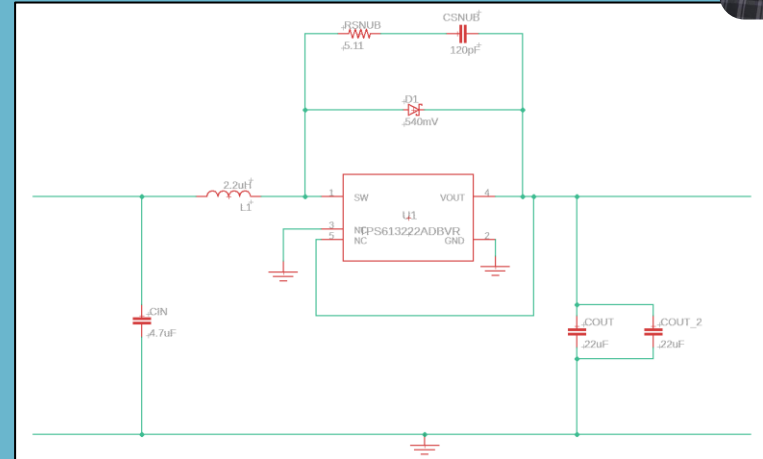 RSNUB
5.11
CSNUB
120pF
D1
540mV
2.2uH
L1
1
SW
VOUT
4
U1
TPS613222ADBVR
3
NC
5
NC
GND
2
CIN
4.7uF
COUT
22uF
COUT_2
22uF